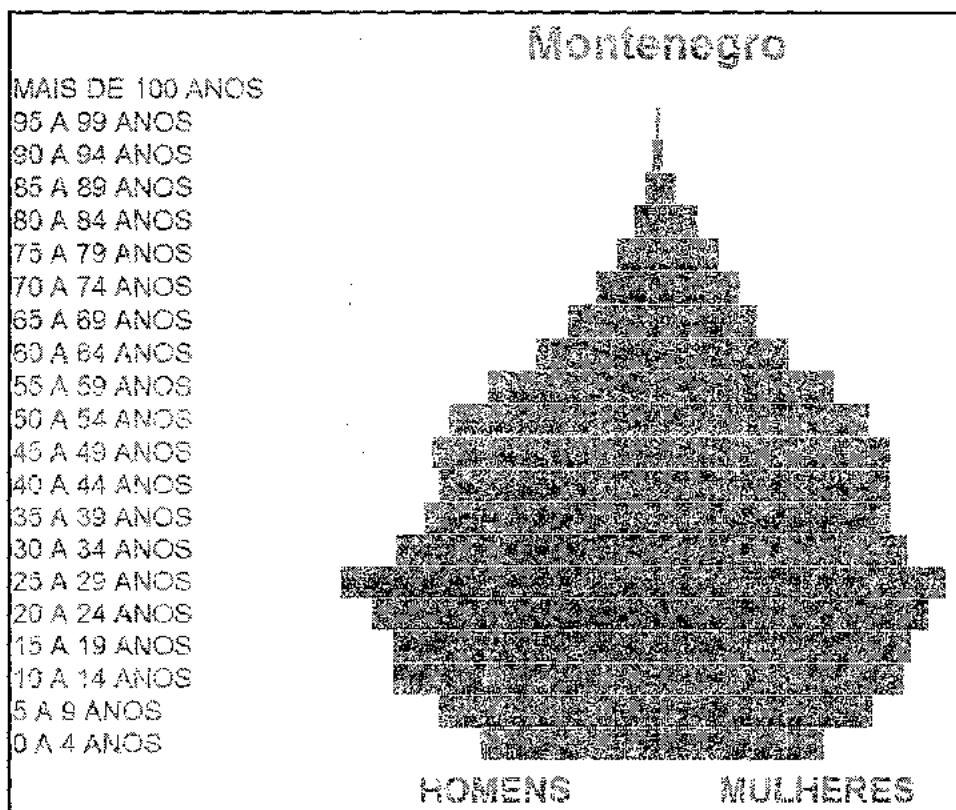 Montenegro
MAIS DE 100 ANOS
95 A 99 ANOS
90 A 94 ANOS
85 A 89 ANOS
80 A 84 ANOS
75 A 79 ANOS
70 A 74 ANOS
65 A 69 ANOS
60 A 64 ANOS
55 A 59 ANOS
50 A 54 ANOS
45 A 49 ANOS
40 A 44 ANOS
35 A 39 ANOS
30 A 34 ANOS
25 A 29 ANOS
20 A 24 ANOS
15 A 19 ANOS
10 A 14 ANOS
5 A 9 ANOS
0 A 4 ANOS
HOMENS MULHERES